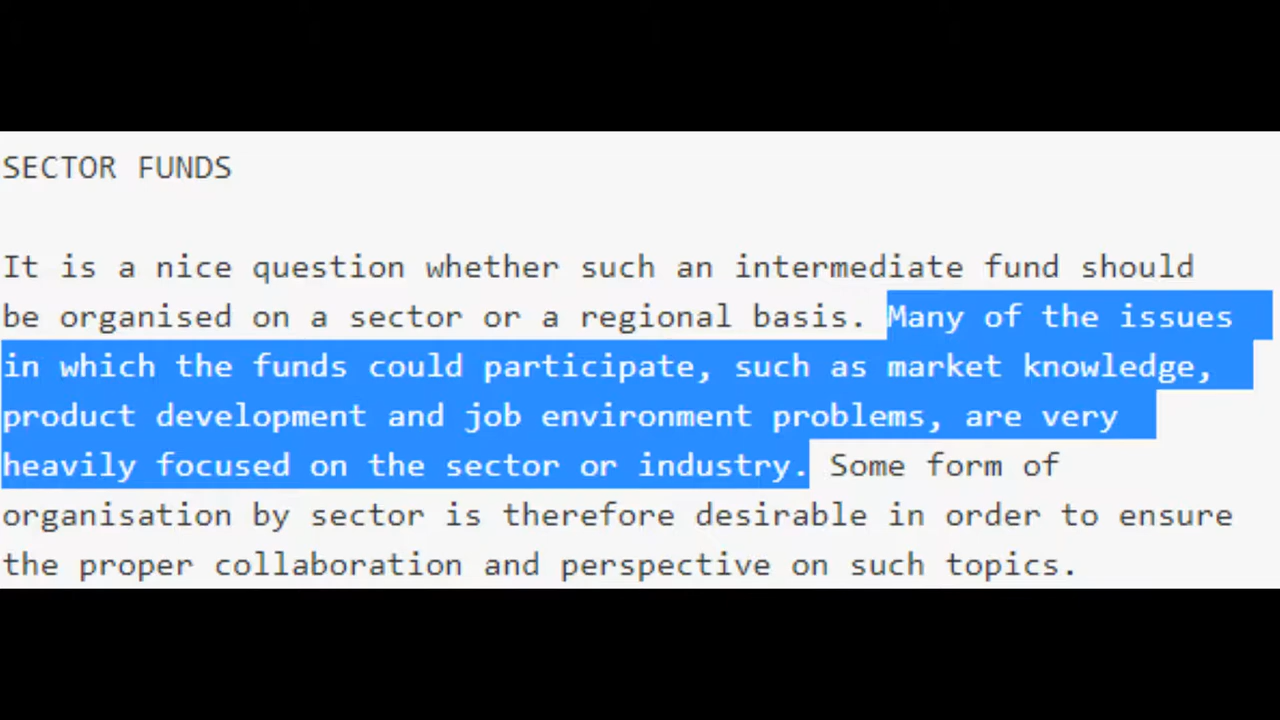 SECTOR FUNDS
It is a nice question whether such an intermediate fund should
be organised on a sector or a regional basis. Many of the issues
in which the funds could participate, such as market knowledge,
product development and job environment problems, are very
heavily focused on the sector or industry. Some form of
organisation by sector is therefore desirable in order to ensure
the proper collaboration and perspective on such topics.